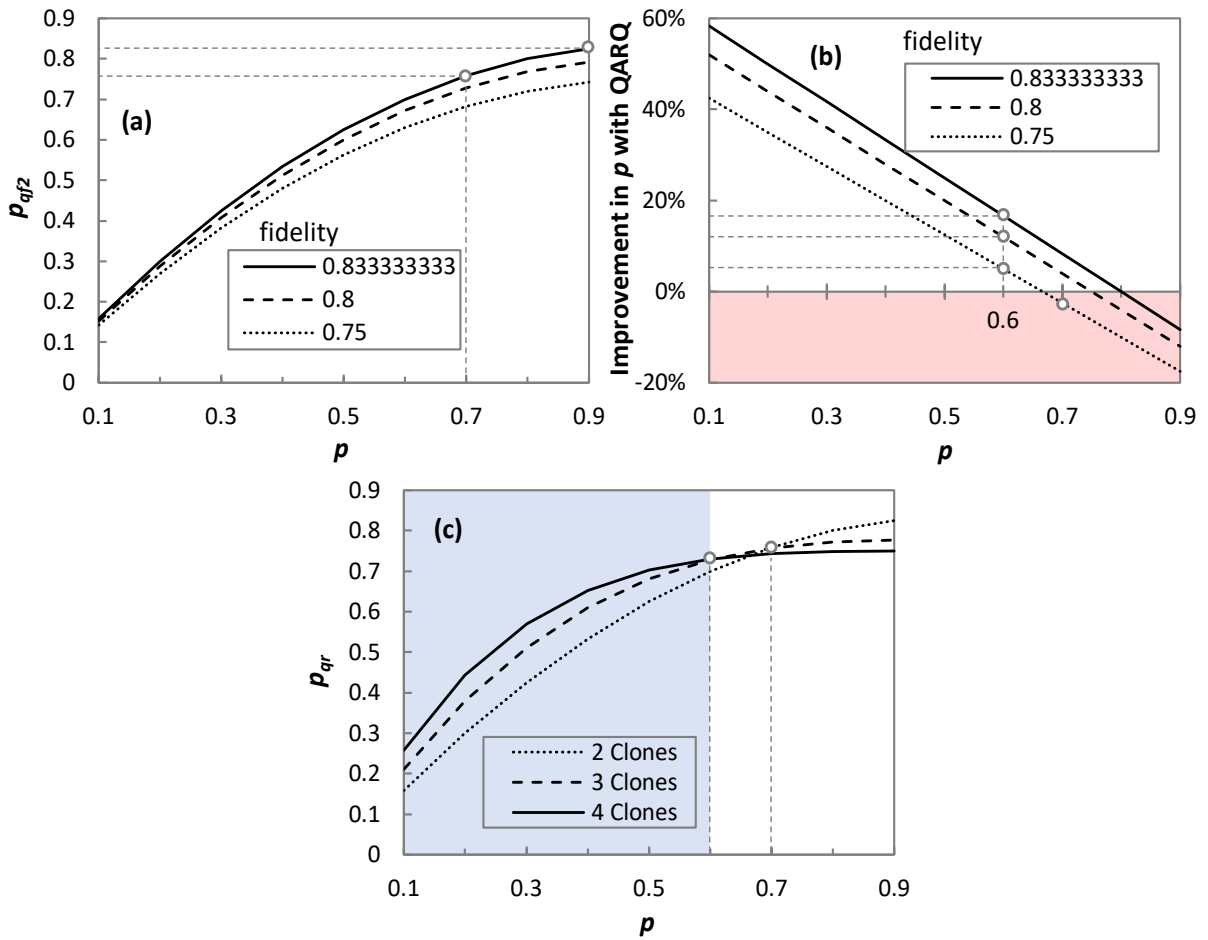 0.9
0.8
0.7
0.6
0.5
0.4
0.3
0.2
0.1
0
p_qf2
(a)
fidelity
0.833333333
0.8
0.75
0.1 0.3 0.5 0.7 0.9
p
60%
40%
20%
0%
-20%
Improvement in p with QARQ
(b)
fidelity
0.833333333
0.8
0.75
0.6
0.1 0.3 0.5 0.7 0.9
p
0.9
0.8
0.7
0.6
0.5
0.4
0.3
0.2
0.1
0
p_qr
(c)
2 Clones
3 Clones
4 Clones
0.1 0.3 0.5 0.7 0.9
p